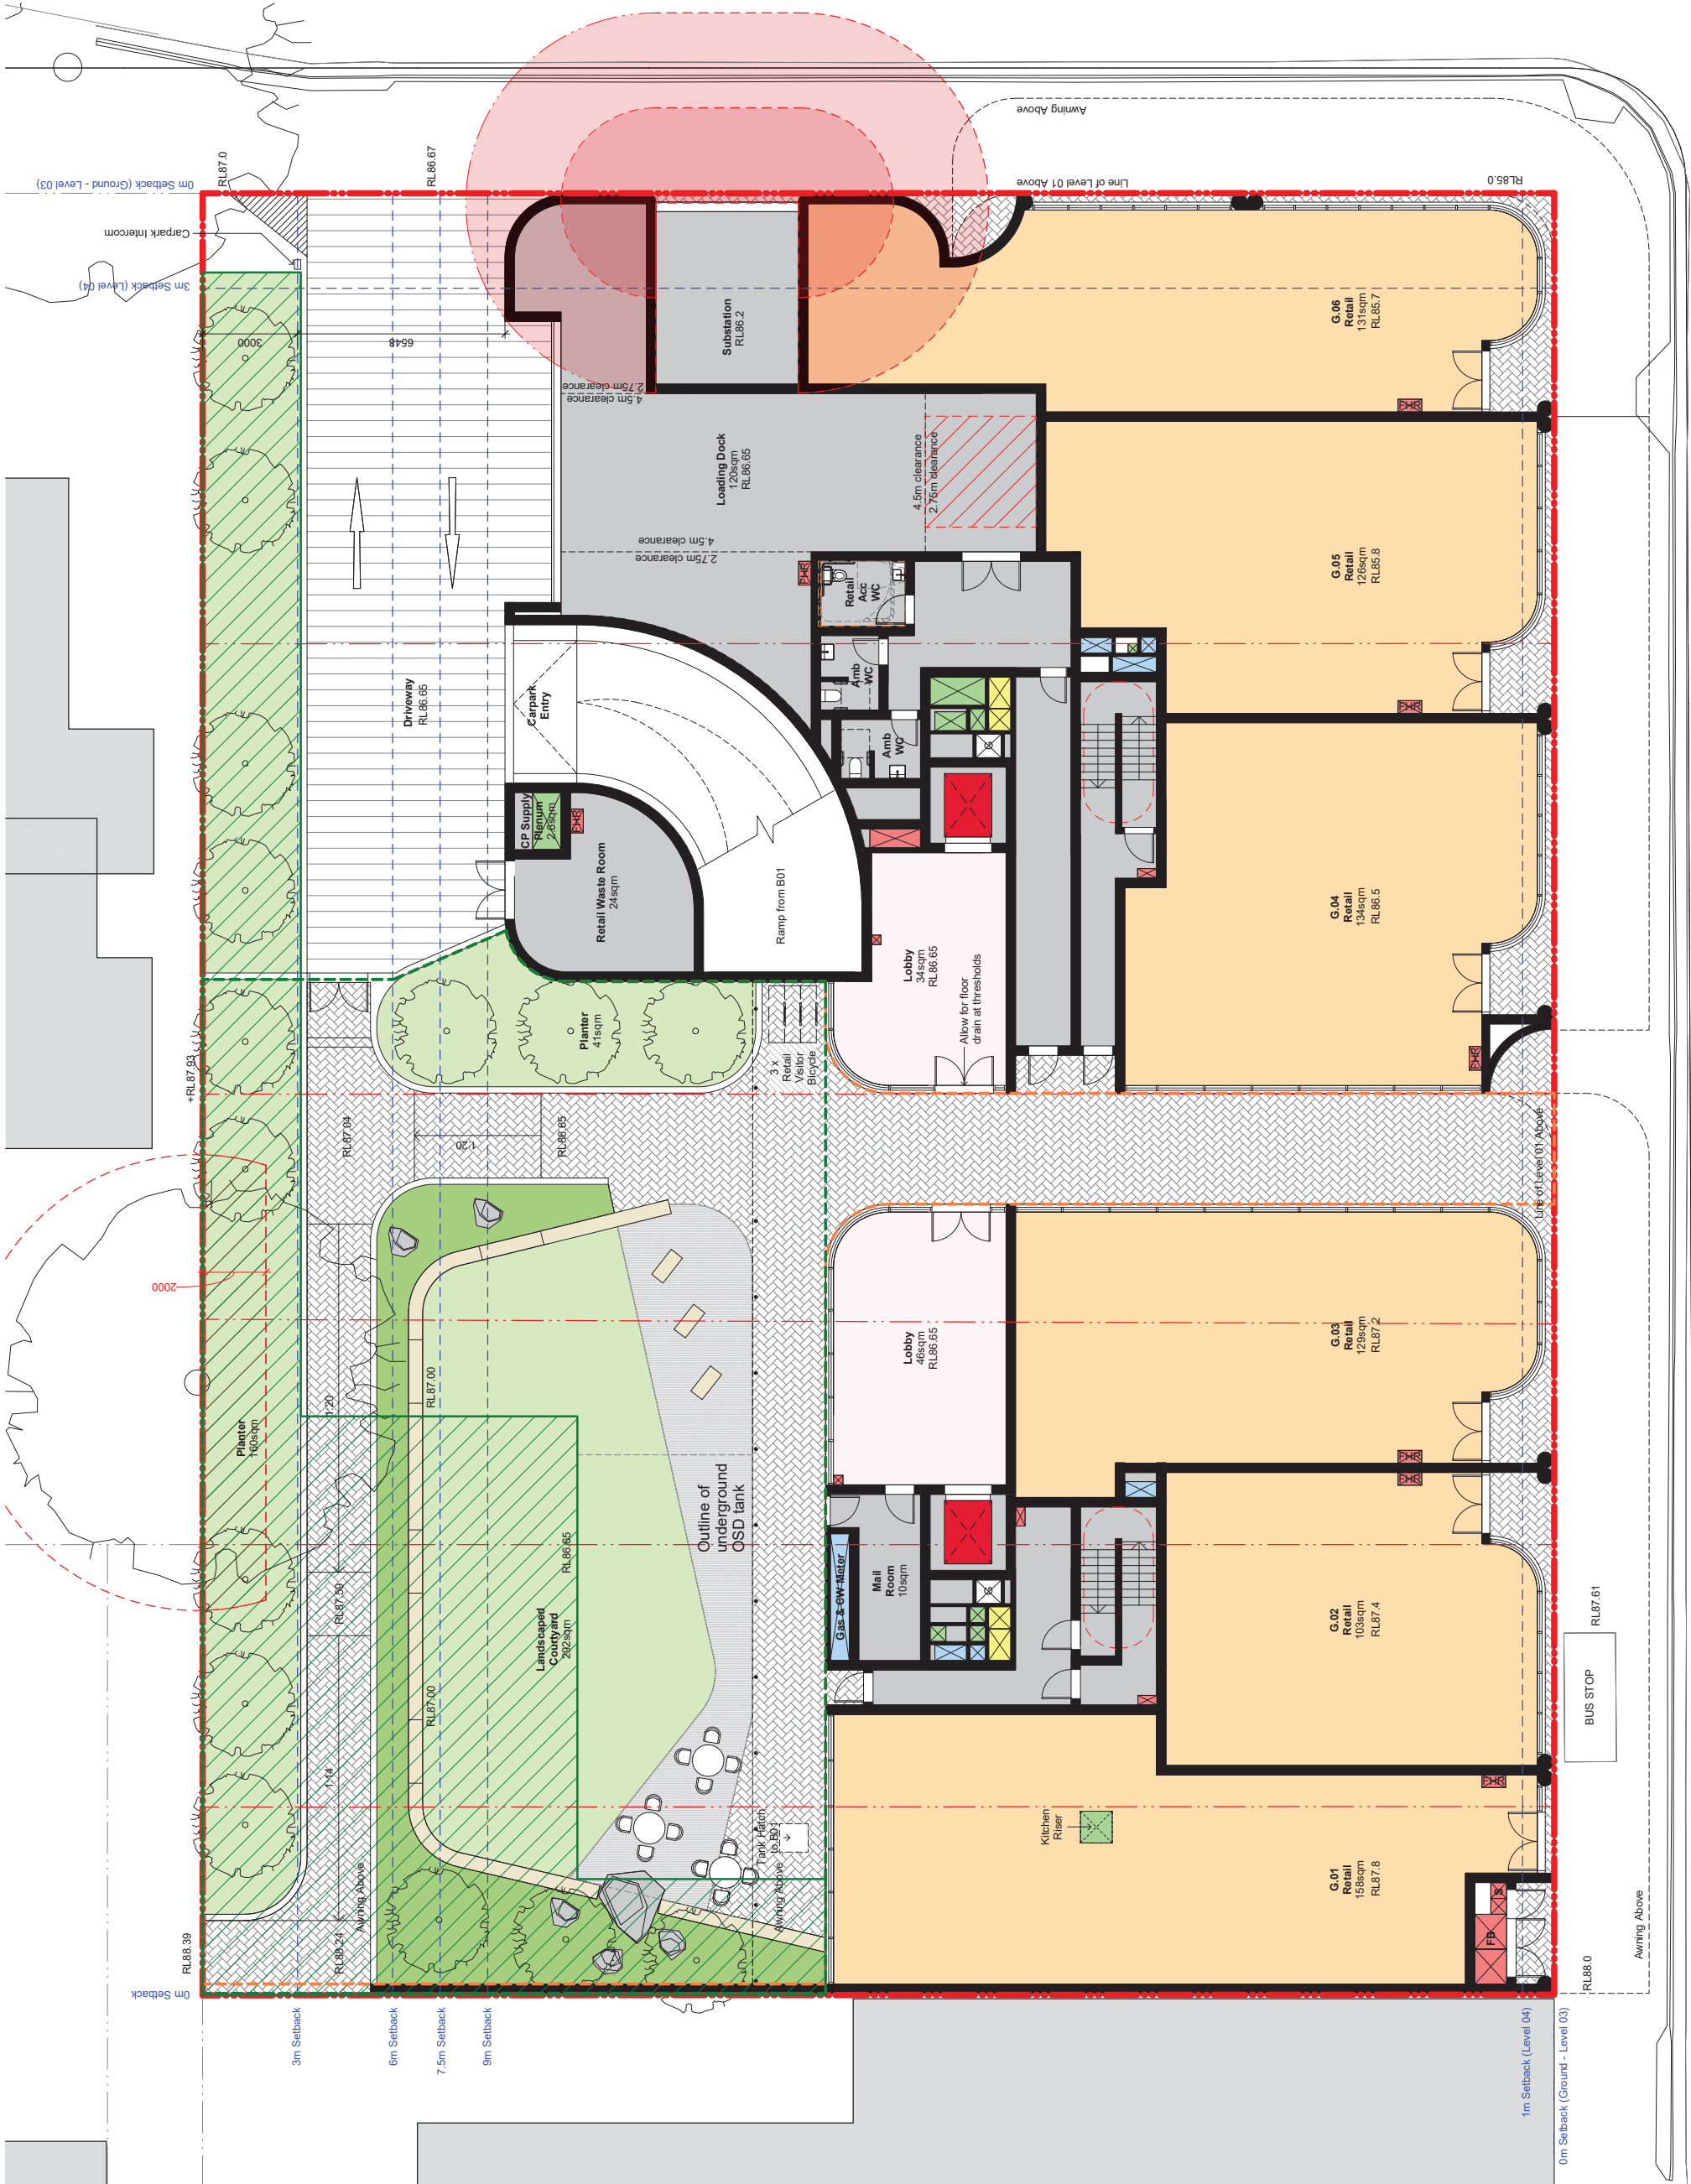 0m Setback (Ground - Level 03)
RL87.0
RL86.67
Awning Above
Line of Level 01 Above
RL85.0
Carpark Intercom
3m Setback (Level 04)
3000
6548
Substation
RL86.2
G.06
Retail
131sqm
RL85.7
2.75m clearance
4.5m clearance
Loading Dock
120sqm
RL86.65
4.5m clearance
2.75m clearance
4.5m clearance
2.75m clearance
FHR
FHR
Retail
Acc
WC
G.05
Retail
126sqm
RL85.8
Driveway
RL86.65
Carpark
Entry
Amb
WC
Amb
WC
G
FHR
CP Supply
Plenum
2.6sqm
FHR
Retail Waste Room
24sqm
Ramp from B01
G.04
Retail
134sqm
RL86.5
Lobby
34sqm
RL86.65
Allow for floor
drain at thresholds
Planter
41sqm
3 x
Retail
Visitor
Bicycle
FHR
+RL87.93
RL87.04
1:20
RL86.65
Line of Level 01 Above
2000
Lobby
46sqm
RL86.65
G.03
Retail
129sqm
RL87.2
RL87.00
1:20
Planter
160sqm
FHR
FHR
Outline of
underground
OSD tank
RL86.65
Gas & CW Meter
Mail
Room
10sqm
G
RL87.59
Landscaped
Courtyard
292sqm
RL87.00
G.02
Retail
103sqm
RL87.4
RL87.61
BUS STOP
1:14
Tank Hatch
to B01
Kitchen
Riser
FHR
G.01
Retail
158sqm
RL87.8
Awning Above
Awning Above
FB
S
RL88.39
RL88.24
RL88.0
Awning Above
0m Setback
3m Setback
6m Setback
7.5m Setback
9m Setback
1m Setback (Level 04)
0m Setback (Ground - Level 03)